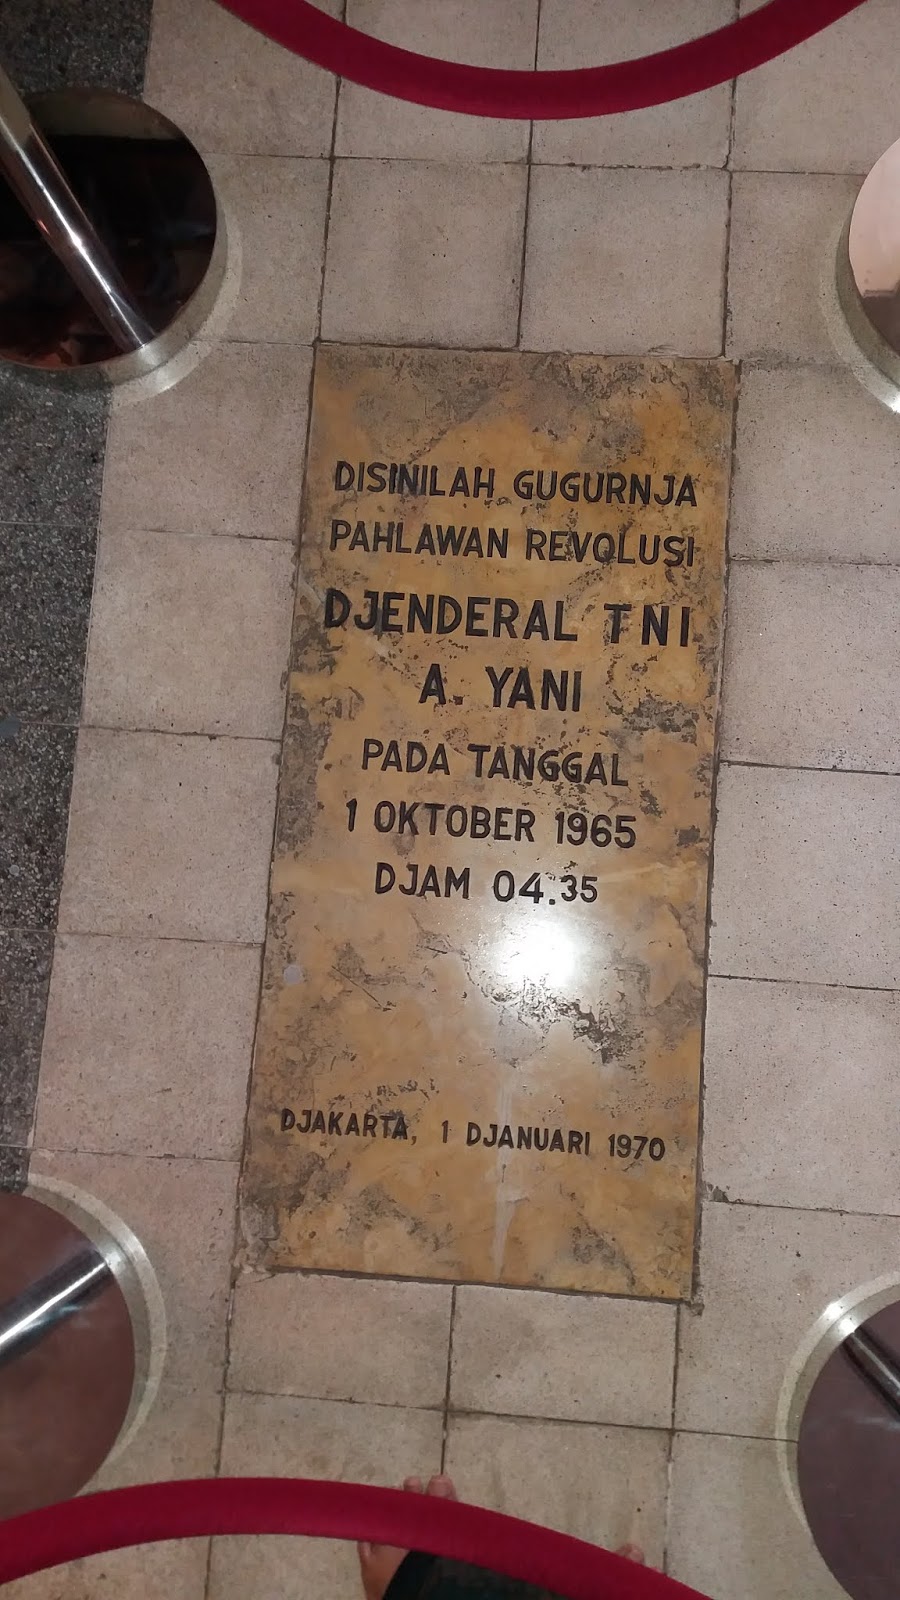 DISINILAH GUGURNJA
PAHLAWAN REVOLUSI
DJENDERAL TNI
A. YANI
PADA TANGGAL
1 OKTOBER 1965
DJAM 04.35
DJAKARTA, 1 DJANUARI 1970